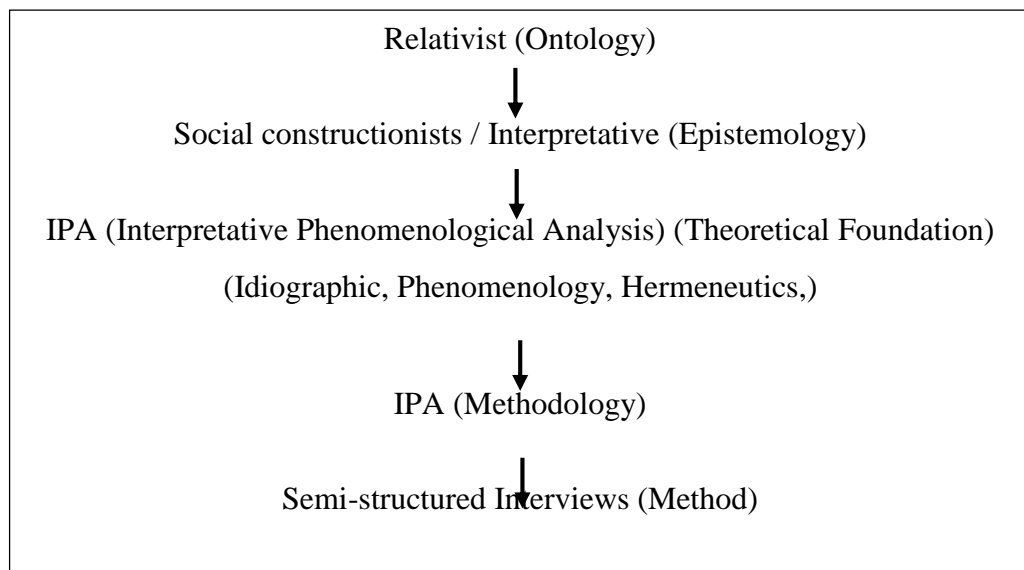 Relativist (Ontology)
Social constructionists / Interpretative (Epistemology)
IPA (Interpretative Phenomenological Analysis) (Theoretical Foundation)
(Idiographic, Phenomenology, Hermeneutics,)
IPA (Methodology)
Semi-structured Interviews (Method)